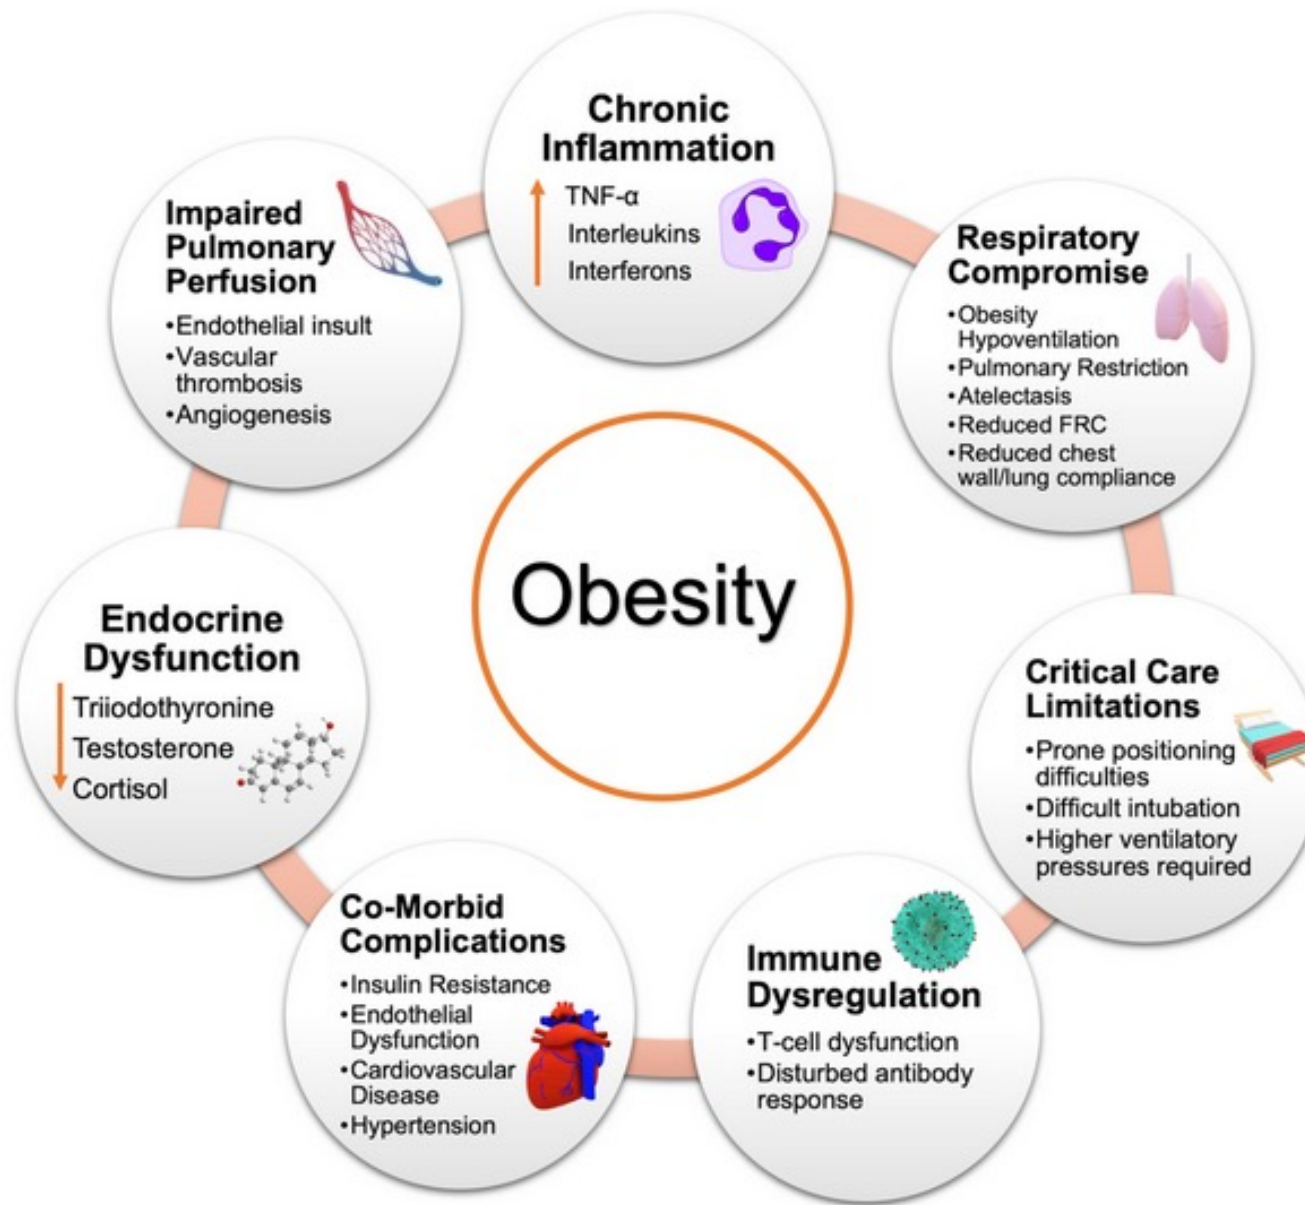 Chronic
Inflammation
TNF-α
Interleukins
Interferons
Respiratory
Compromise
•Obesity
Hypoventilation
•Pulmonary Restriction
•Atelectasis
•Reduced FRC
•Reduced chest
wall/lung compliance
Critical Care
Limitations
•Prone positioning
difficulties
•Difficult intubation
•Higher ventilatory
pressures required
Immune
Dysregulation
•T-cell dysfunction
•Disturbed antibody
response
Co-Morbid
Complications
•Insulin Resistance
•Endothelial
Dysfunction
•Cardiovascular
Disease
•Hypertension
Endocrine
Dysfunction
Triiodothyronine
Testosterone
Cortisol
Impaired
Pulmonary
Perfusion
•Endothelial insult
•Vascular
thrombosis
•Angiogenesis
Obesity